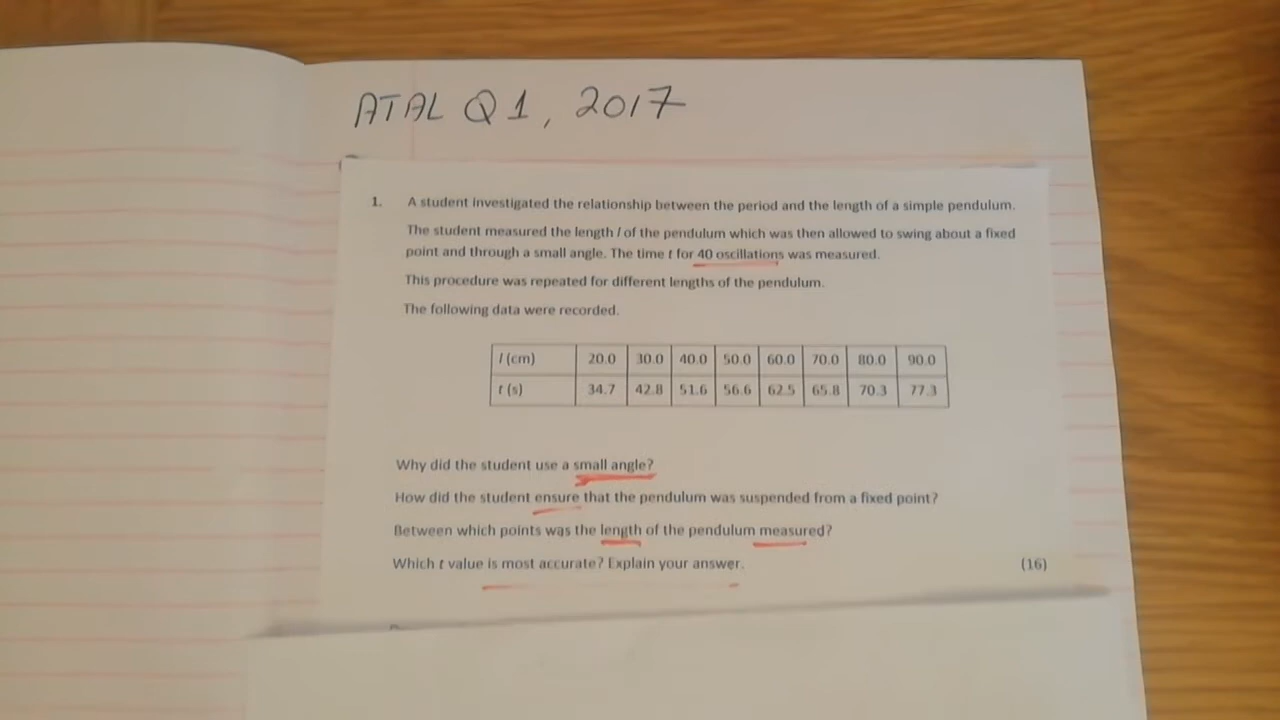 ATAL Q1, 2017
1. A student investigated the relationship between the period and the length of a simple pendulum.
The student measured the length l of the pendulum which was then allowed to swing about a fixed
point and through a small angle. The time t for 40 oscillations was measured.
This procedure was repeated for different lengths of the pendulum.
The following data were recorded.
l (cm) 20.0 30.0 40.0 50.0 60.0 70.0 80.0 90.0
t (s) 34.7 42.8 51.6 56.6 62.5 65.8 70.3 77.3
Why did the student use a small angle?
How did the student ensure that the pendulum was suspended from a fixed point?
Between which points was the length of the pendulum measured?
Which t value is most accurate? Explain your answer. (16)